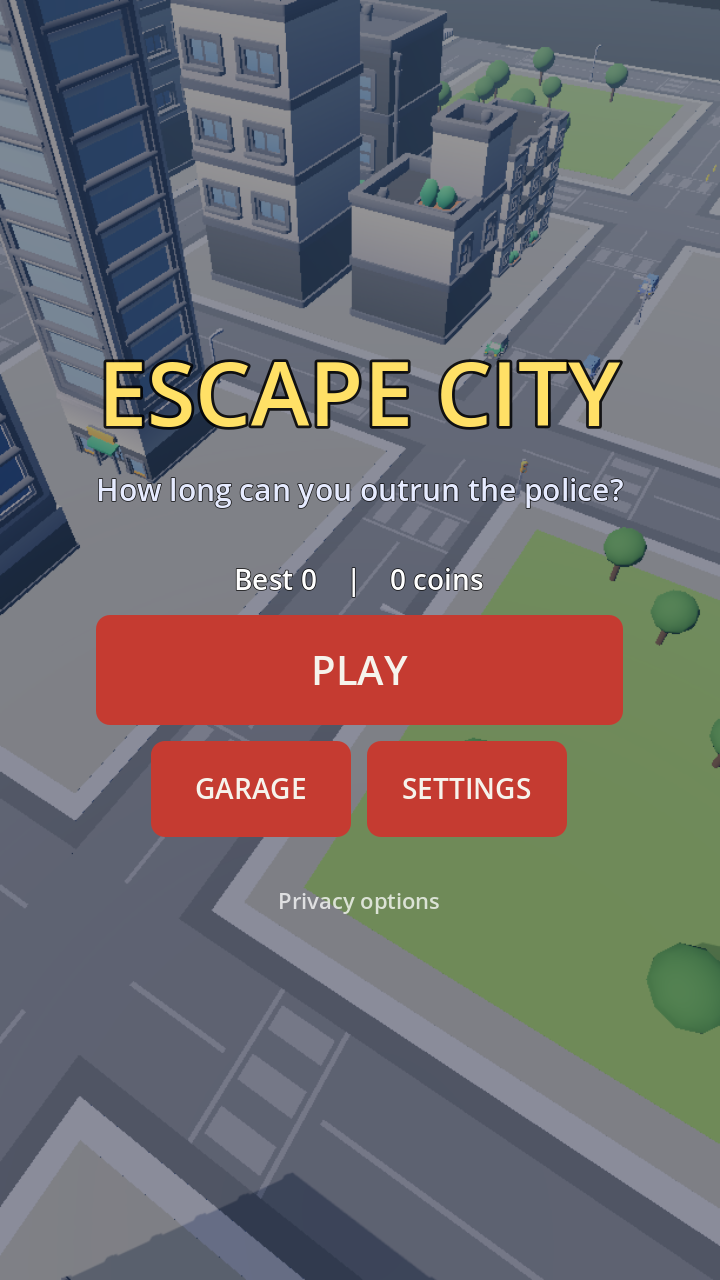 ESCAPE CITY
How long can you outrun the police?
Best 0 | 0 coins
PLAY
GARAGE SETTINGS
Privacy options